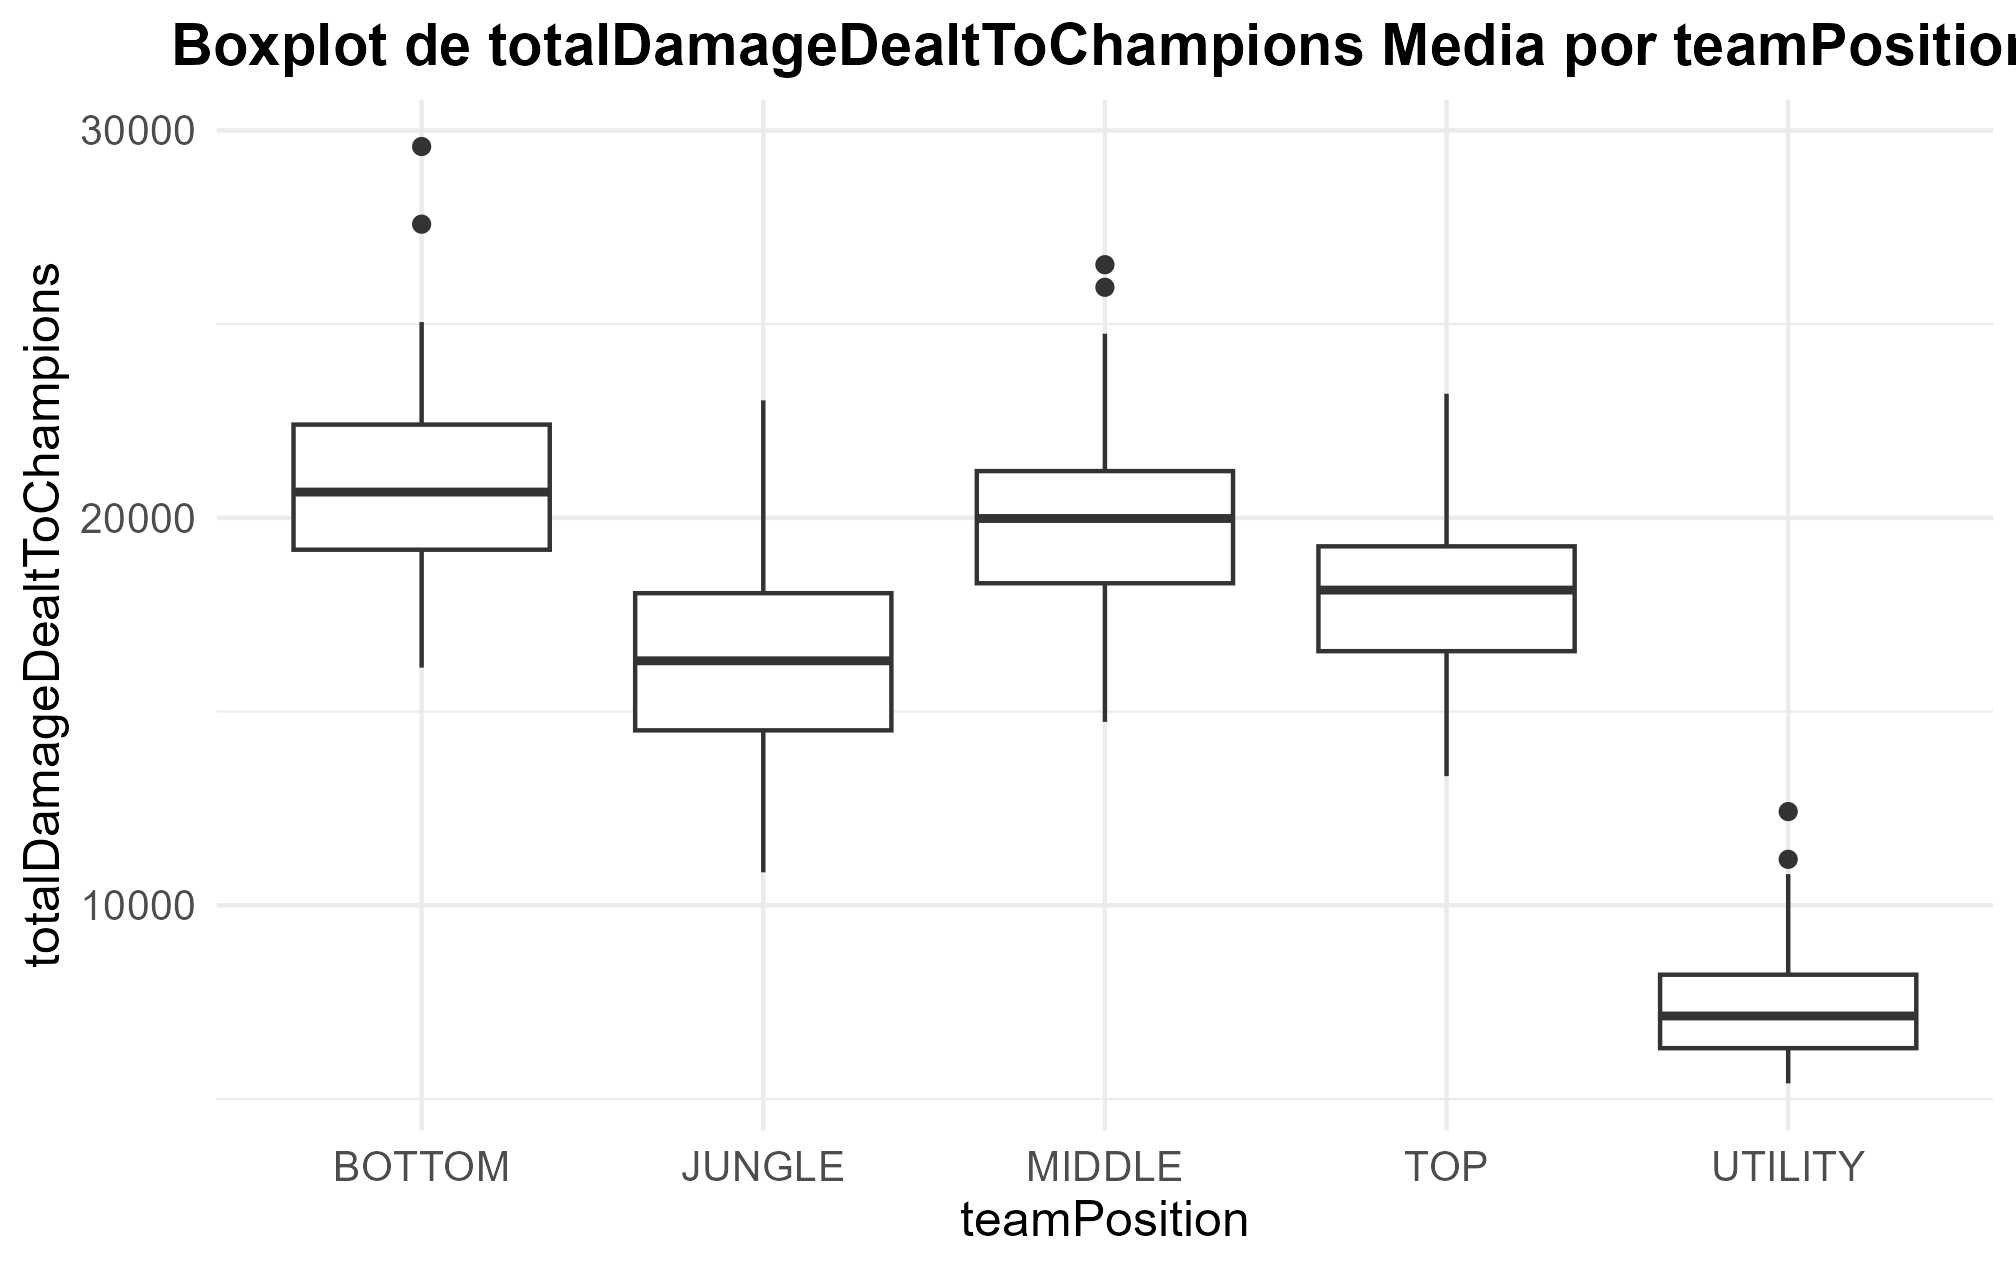 Boxplot de totalDamageDealtToChampions Media por teamPosition
totalDamageDealtToChampions
30000
20000
10000
BOTTOM JUNGLE MIDDLE TOP UTILITY
teamPosition